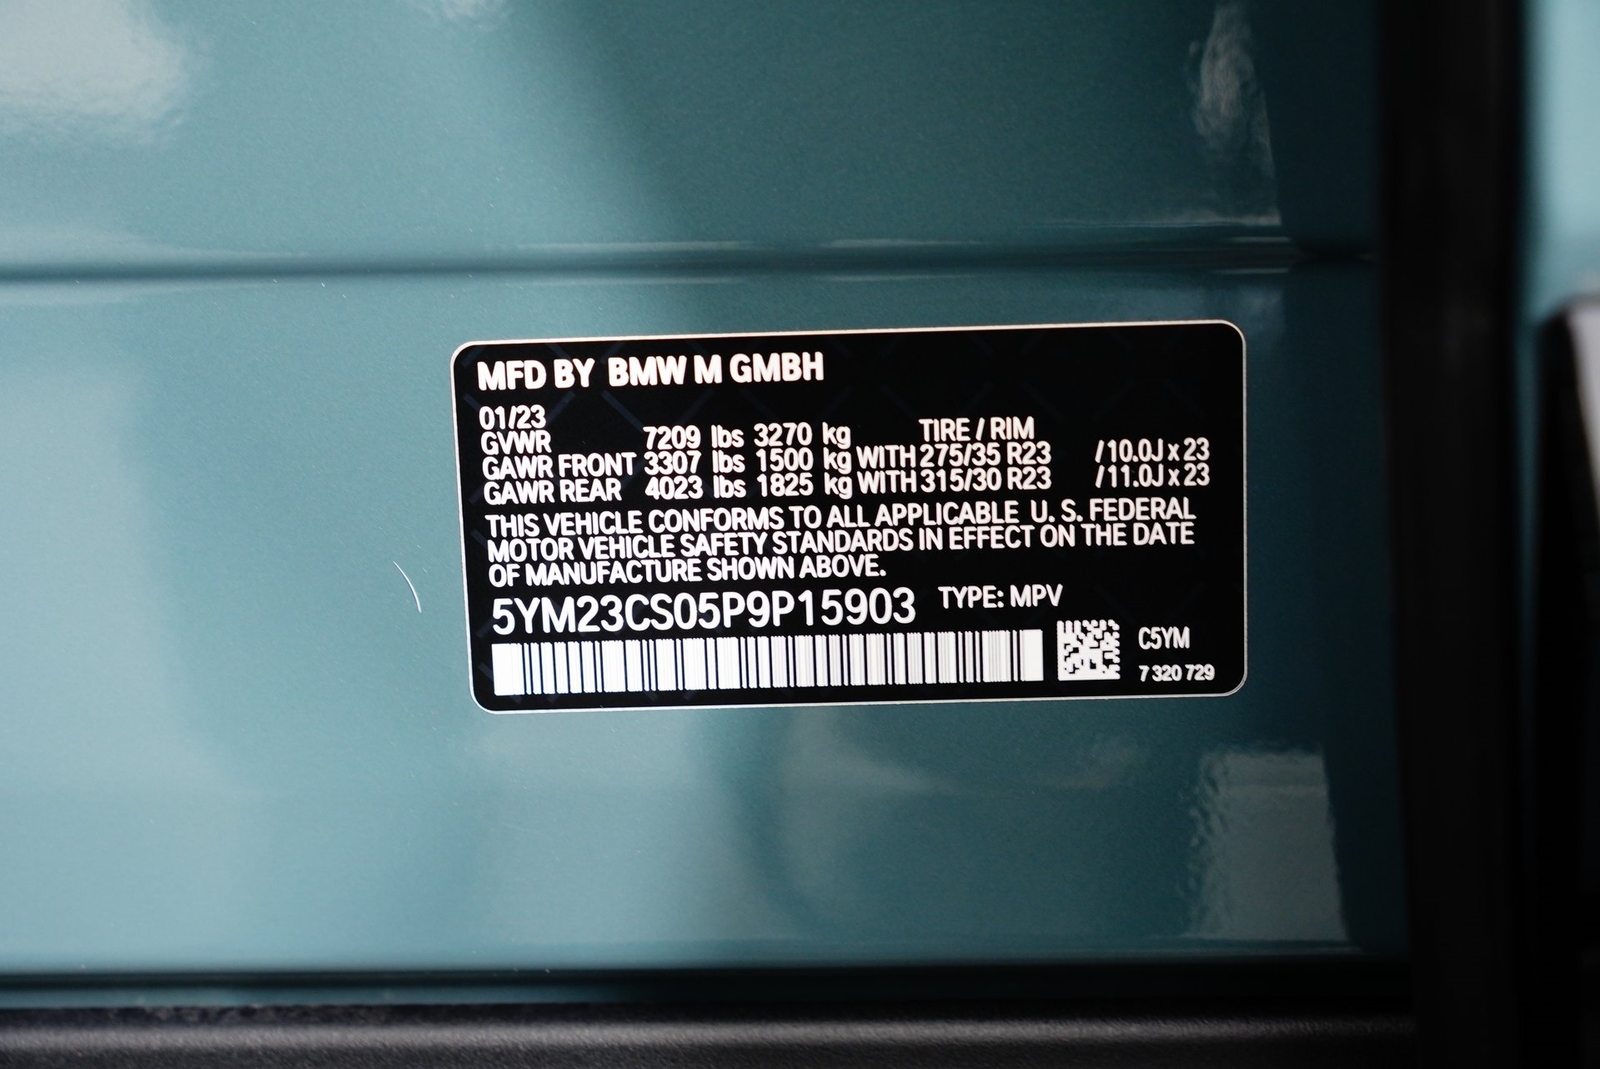 MFD BY BMW M GMBH
01/23 TIRE / RIM
GVWR 7209 lbs 3270 kg
GAWR FRONT 3307 lbs 1500 kg WITH 275/35 R23 /10.0J x 23
GAWR REAR 4023 lbs 1825 kg WITH 315/30 R23 /11.0J x 23
THIS VEHICLE CONFORMS TO ALL APPLICABLE U. S. FEDERAL
MOTOR VEHICLE SAFETY STANDARDS IN EFFECT ON THE DATE
OF MANUFACTURE SHOWN ABOVE.
5YM23CS05P9P15903 TYPE: MPV
C5YM
7 320 729